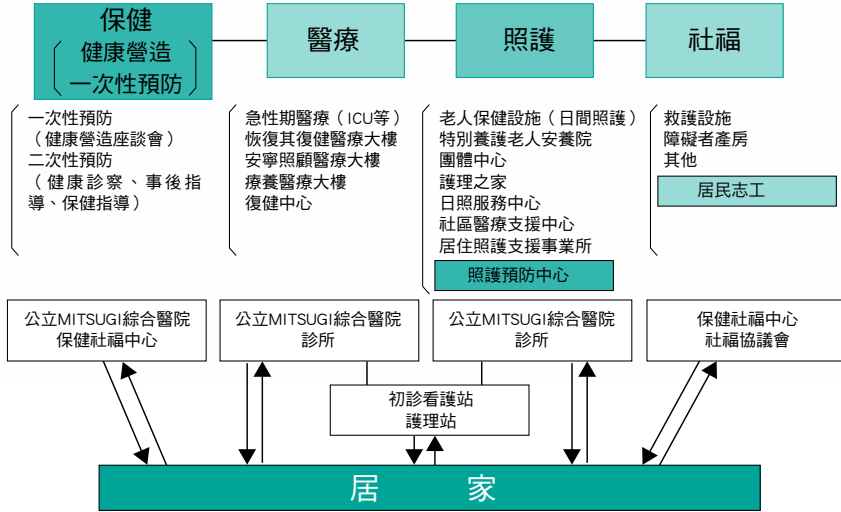 保健
健康營造
一次性預防
醫療
照護
社福
一次性預防
（健康營造座談會）
二次性預防
（健康診察、事後指
導、保健指導）
急性期醫療（ICU等）
恢復其復健醫療大樓
安寧照顧醫療大樓
療養醫療大樓
復健中心
老人保健設施（日間照護）
特別養護老人安養院
團體中心
護理之家
日照服務中心
社區醫療支援中心
居住照護支援事業所
照護預防中心
救護設施
障礙者產房
其他
居民志工
公立MITSUGI綜合醫院
保健社福中心
公立MITSUGI綜合醫院
診所
公立MITSUGI綜合醫院
診所
保健社福中心
社福協議會
初診看護站
護理站
居 家